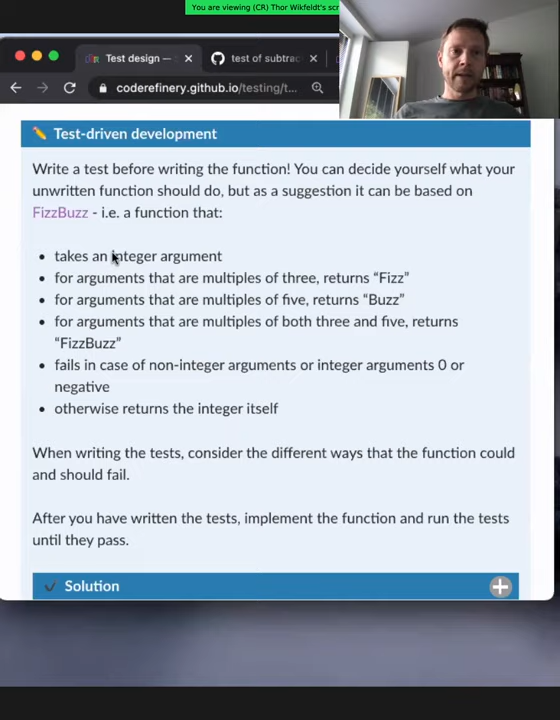 You are viewing (CR) Thor Wikfeldt's scr
Test design —
test of subtrac
coderefinery.github.io/testing/t...
Test-driven development
Write a test before writing the function! You can decide yourself what your
unwritten function should do, but as a suggestion it can be based on
FizzBuzz - i.e. a function that:
• takes an integer argument
• for arguments that are multiples of three, returns “Fizz”
• for arguments that are multiples of five, returns “Buzz”
• for arguments that are multiples of both three and five, returns
“FizzBuzz”
• fails in case of non-integer arguments or integer arguments 0 or
negative
• otherwise returns the integer itself
When writing the tests, consider the different ways that the function could
and should fail.
After you have written the tests, implement the function and run the tests
until they pass.
Solution